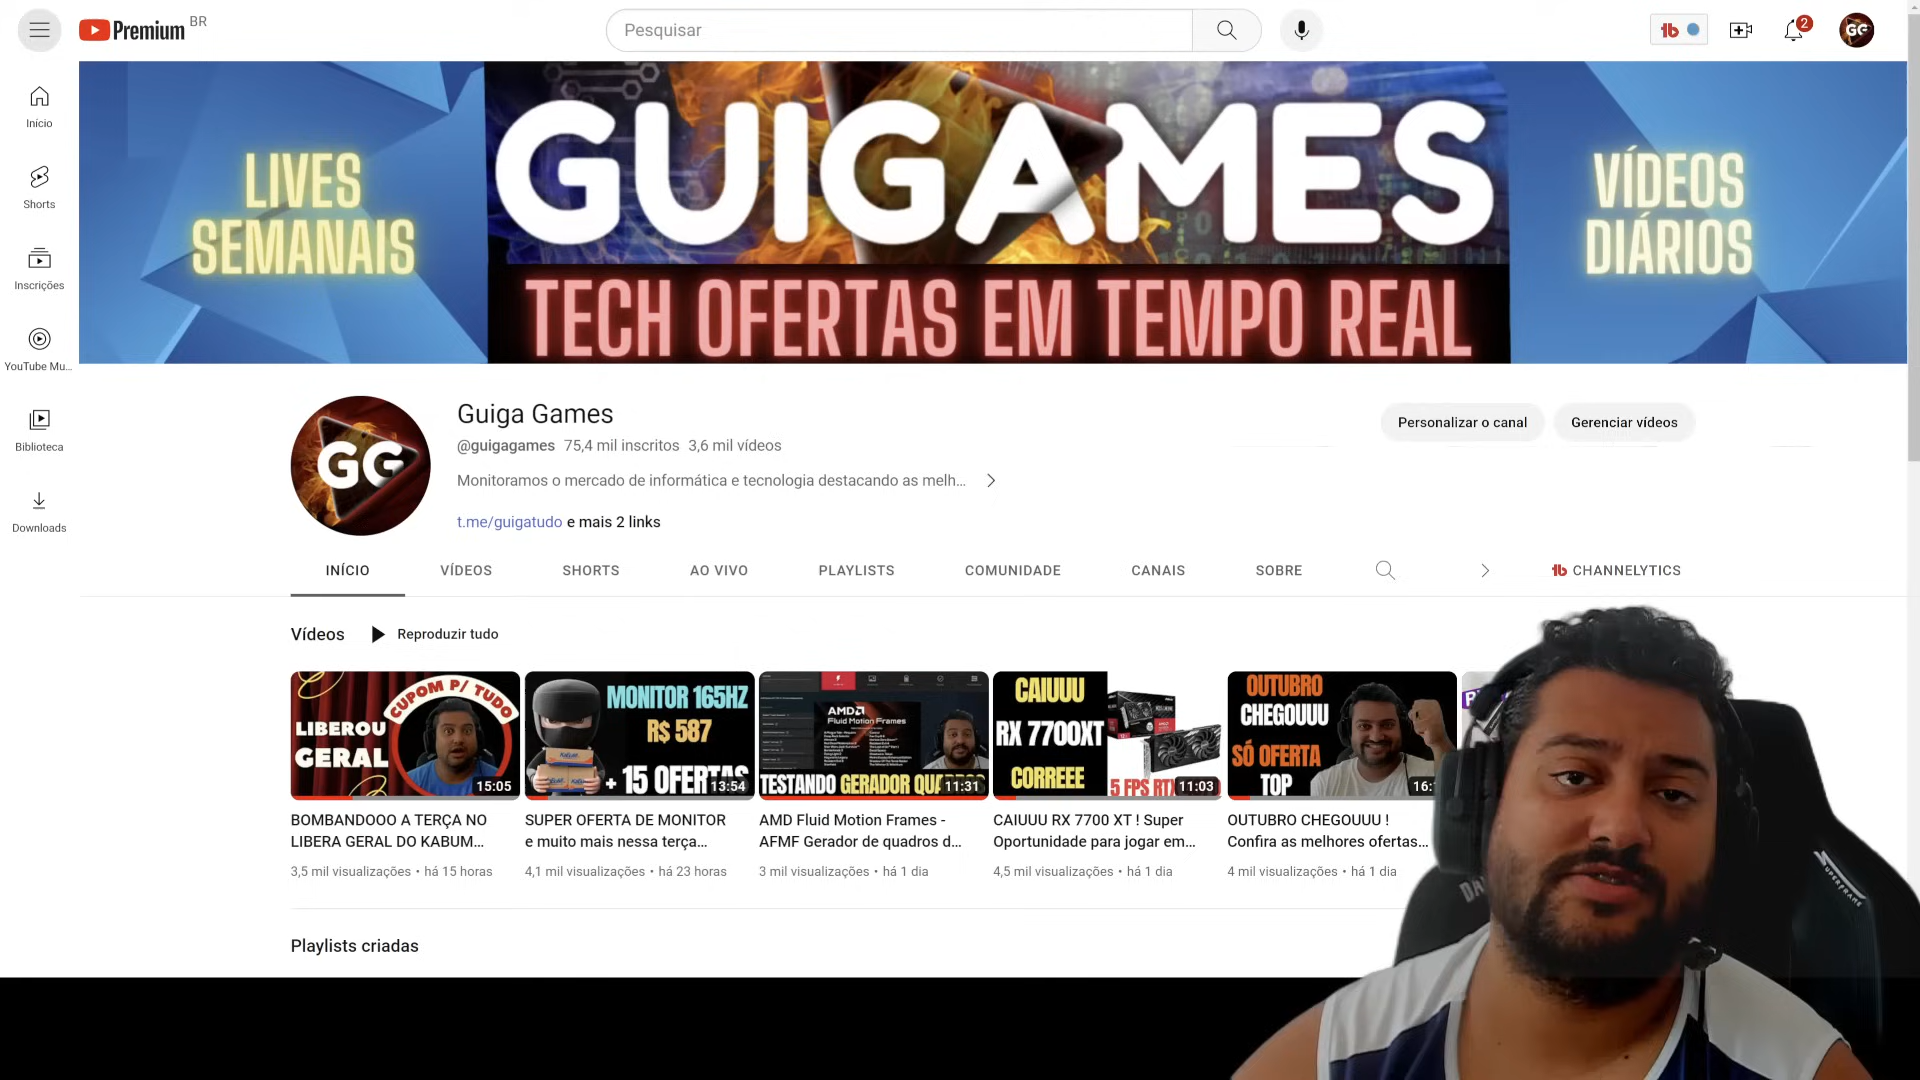 Premium BR
Pesquisar
2
GG
Início
Shorts
Inscrições
YouTube Mu...
Biblioteca
Downloads
LIVES
SEMANAIS
GUIGAMES
TECH OFERTAS EM TEMPO REAL
VÍDEOS
DIÁRIOS
GG
Guiga Games
@guigagames 75,4 mil inscritos 3,6 mil vídeos
Monitoramos o mercado de informática e tecnologia destacando as melh...
t.me/guigatudo e mais 2 links
Personalizar o canal
Gerenciar vídeos
INÍCIO VÍDEOS SHORTS AO VIVO PLAYLISTS COMUNIDADE CANAIS SOBRE CHANNELYTICS
Vídeos
Reproduzir tudo
CUPOM P/ TUDO
LIBEROU
GERAL
15:05
MONITOR 165HZ
R$ 587
+ 15 OFERTAS
13:54
AMD
Fluid Motion Frames
TESTANDO GERADOR QUADROS
11:31
CAIUUU
RX 7700XT
CORREEE
5 FPS RTX
11:03
OUTUBRO
CHEGOUUU
SÓ OFERTA
TOP
16:
BOMBANDOOO A TERÇA NO
LIBERA GERAL DO KABUM...
3,5 mil visualizações • há 15 horas
SUPER OFERTA DE MONITOR
e muito mais nessa terça...
4,1 mil visualizações • há 23 horas
AMD Fluid Motion Frames -
AFMF Gerador de quadros d...
3 mil visualizações • há 1 dia
CAIUUU RX 7700 XT ! Super
Oportunidade para jogar em...
4,5 mil visualizações • há 1 dia
OUTUBRO CHEGOUUU !
Confira as melhores ofertas...
4 mil visualizações • há 1 dia
Playlists criadas